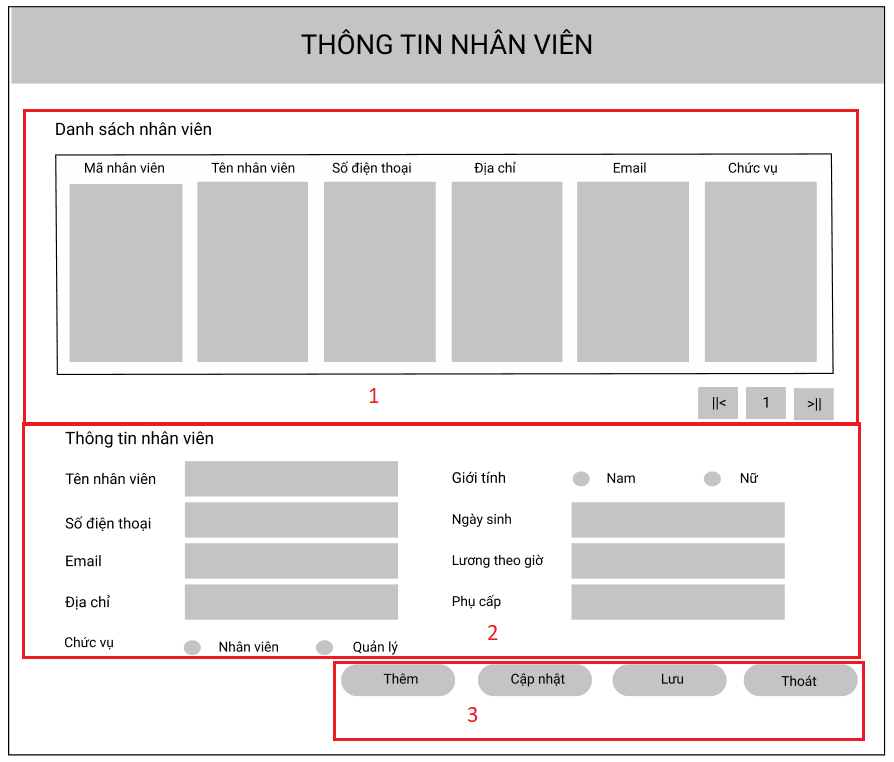 THÔNG TIN NHÂN VIÊN
Danh sách nhân viên
Mã nhân viên Tên nhân viên Số điện thoại Địa chỉ Email Chức vụ
1
||< 1 >||
Thông tin nhân viên
Tên nhân viên Giới tính Nam Nữ
Số điện thoại Ngày sinh
Email Lương theo giờ
Địa chỉ Phụ cấp
2
Chức vụ Nhân viên Quản lý
Thêm Cập nhật Lưu Thoát
3